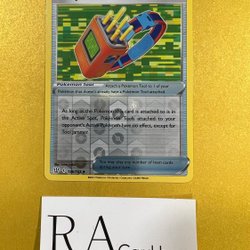 Pokémon Tool
Attach a Pokémon Tool to 1 of your
Pokémon that doesn't already have a Pokémon Tool attached.
As long as the Pokémon this card is attached to is in
the Active Spot, Pokémon Tools attached to your
opponent's Active Pokémon have no effect, except for
Tool Jammer.
You may play any number of Item cards
during your turn.
RA